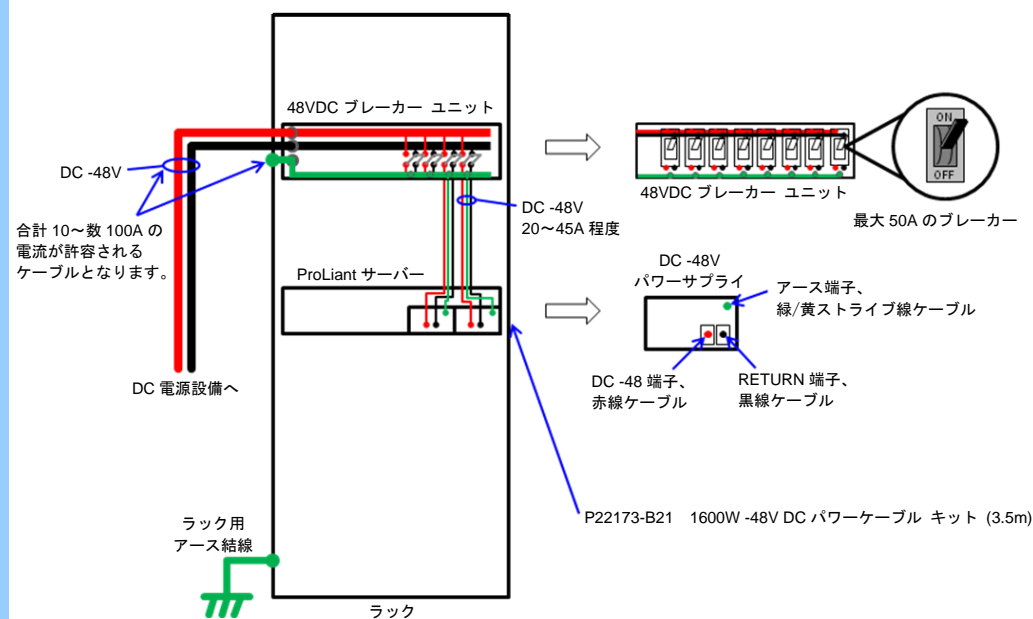 48VDC ブレーカー ユニット
DC -48V
合計 10～数 100A の
電流が許容される
ケーブルとなります。
DC -48V
20～45A 程度
ProLiant サーバー
DC 電源設備へ
ラック用
アース結線
ラック
48VDC ブレーカー ユニット
ON
OFF
最大 50A のブレーカー
DC -48V
パワーサプライ
アース端子、
緑/黄ストライプ線ケーブル
DC -48 端子、
赤線ケーブル
RETURN 端子、
黒線ケーブル
P22173-B21 1600W -48V DC パワーケーブル キット (3.5m)